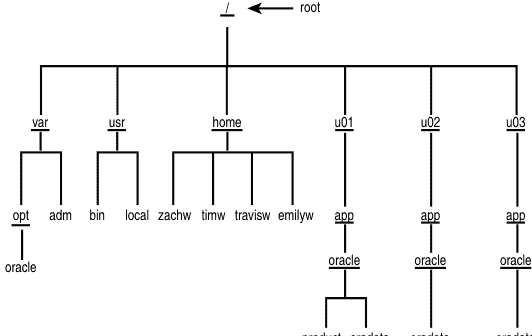 / root
var usr home u01 u02 u03
opt adm bin local zachw timw travisw emilyw app app app
oracle oracle oracle oracle